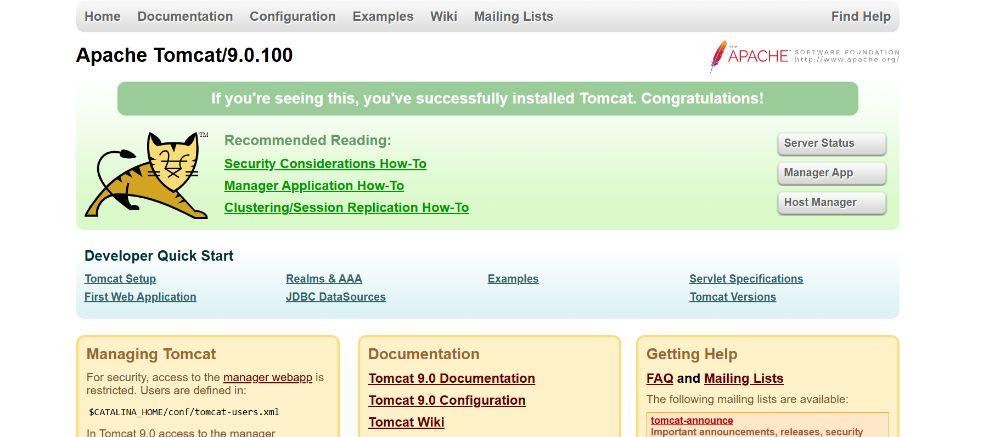 Home Documentation Configuration Examples Wiki Mailing Lists Find Help
Apache Tomcat/9.0.100
THE APACHE® SOFTWARE FOUNDATION
http://www.apache.org/
If you're seeing this, you've successfully installed Tomcat. Congratulations!
TM
Recommended Reading:
Security Considerations How-To
Manager Application How-To
Clustering/Session Replication How-To
Server Status
Manager App
Host Manager
Developer Quick Start
Tomcat Setup
First Web Application
Realms & AAA
JDBC DataSources
Examples
Servlet Specifications
Tomcat Versions
Managing Tomcat
For security, access to the manager webapp is
restricted. Users are defined in:
$CATALINA_HOME/conf/tomcat-users.xml
In Tomcat 9.0 access to the manager
Documentation
Tomcat 9.0 Documentation
Tomcat 9.0 Configuration
Tomcat Wiki
Getting Help
FAQ and Mailing Lists
The following mailing lists are available:
tomcat-announce
Important announcements, releases, security